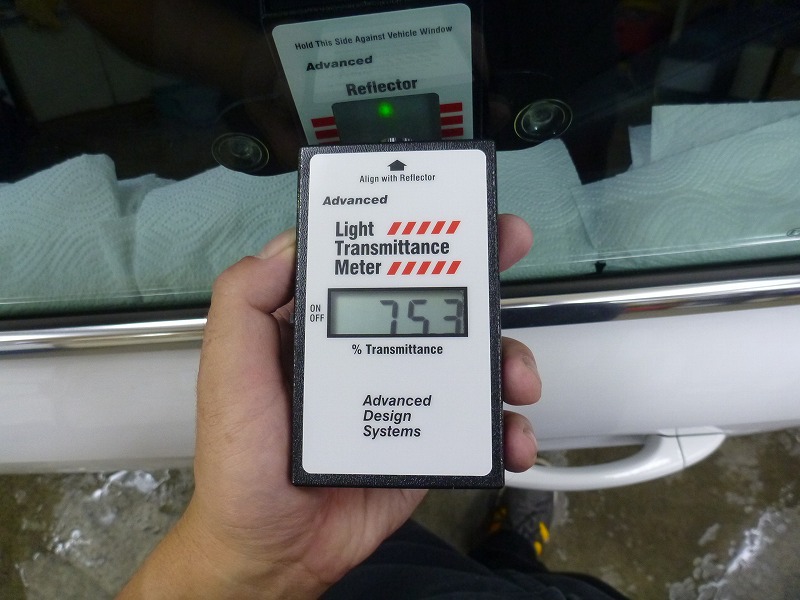 Hold This Side Against Vehicle Window
Advanced
Reflector
Align with Reflector
Advanced
Light
Transmittance
Meter
ON
OFF
75.3
% Transmittance
Advanced
Design
Systems